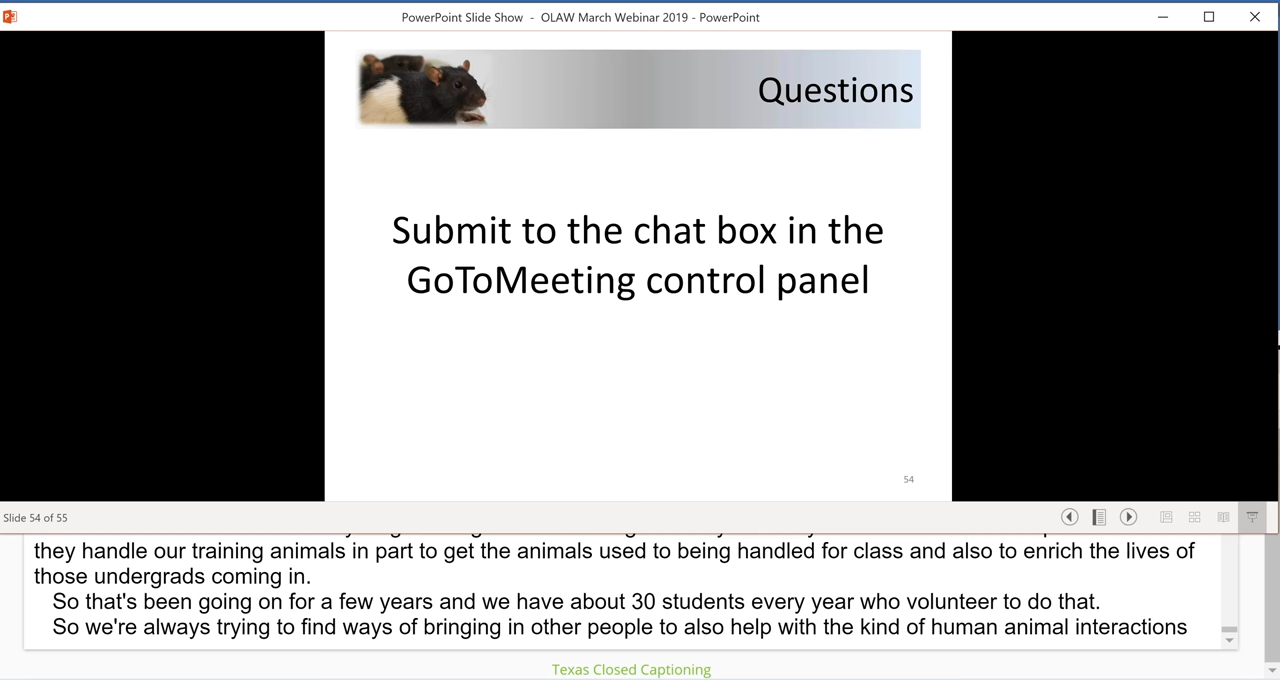 PowerPoint Slide Show - OLAW March Webinar 2019 - PowerPoint
Questions
Submit to the chat box in the
GoToMeeting control panel
54
Slide 54 of 55
they handle our training animals in part to get the animals used to being handled for class and also to enrich the lives of
those undergrads coming in.
So that's been going on for a few years and we have about 30 students every year who volunteer to do that.
So we're always trying to find ways of bringing in other people to also help with the kind of human animal interactions
Texas Closed Captioning